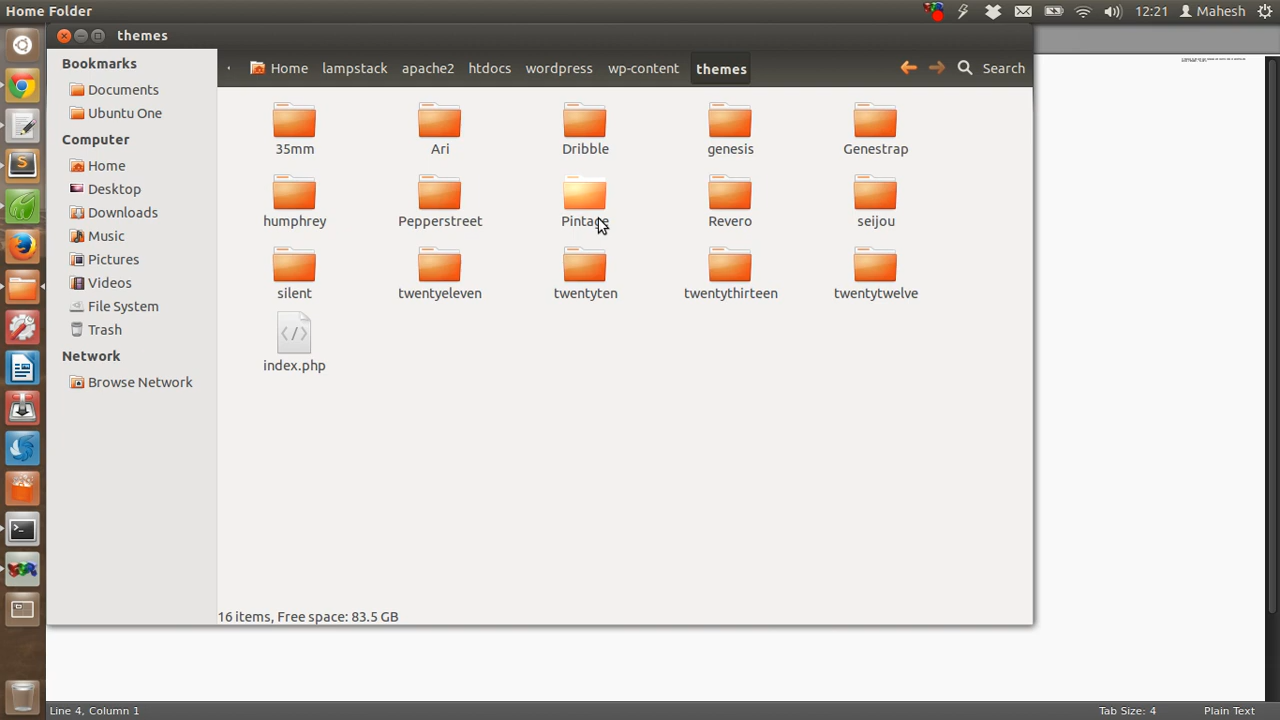 Home Folder
12:21
Mahesh
themes
Bookmarks
Documents
Ubuntu One
Computer
Home
Desktop
Downloads
Music
Pictures
Videos
File System
Trash
Network
Browse Network
Home lampstack apache2 htdocs wordpress wp-content themes
Search
35mm Ari Dribble genesis Genestrap
humphrey Pepperstreet Pintage Revero seijou
silent twentyeleven twentyten twentythirteen twentytwelve
index.php
16 items, Free space: 83.5 GB
Line 4, Column 1
Tab Size: 4
Plain Text